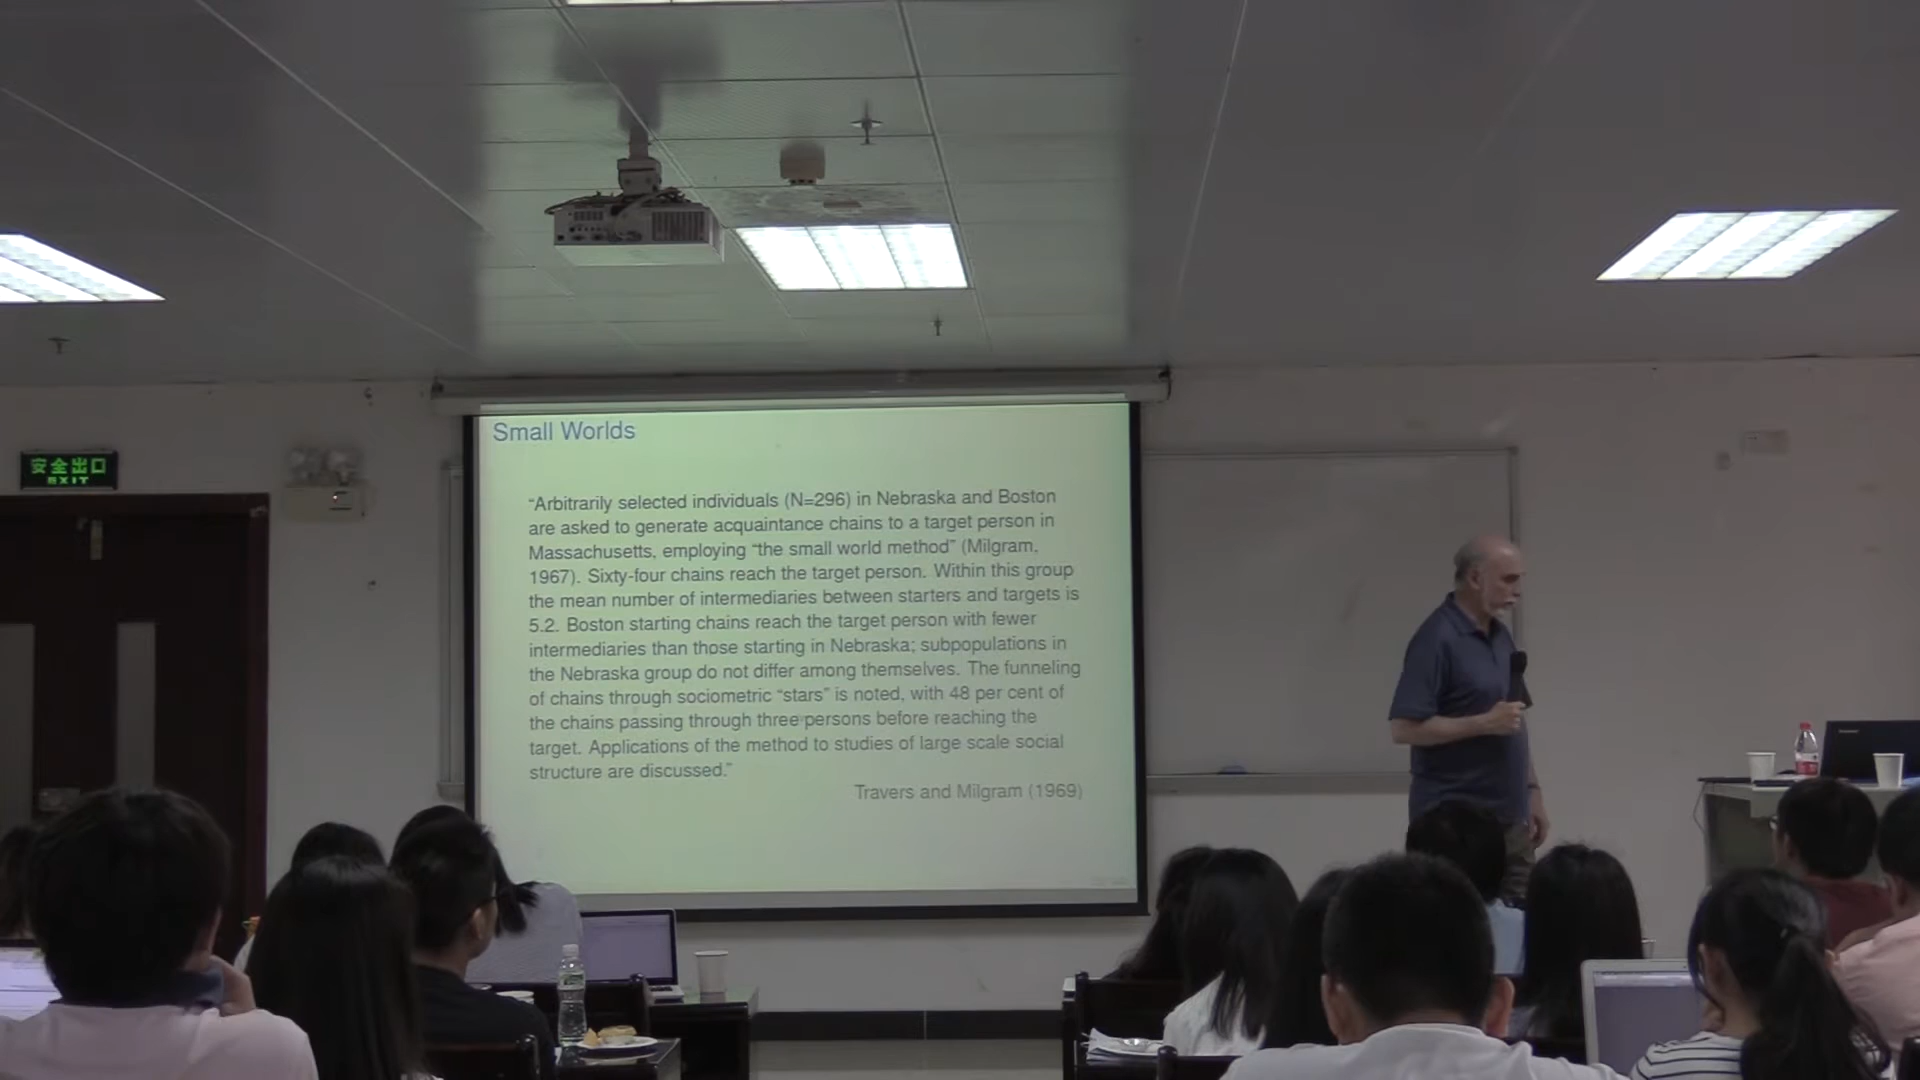 Small Worlds
安全出口
EXIT
“Arbitrarily selected individuals (N=296) in Nebraska and Boston
are asked to generate acquaintance chains to a target person in
Massachusetts, employing “the small world method” (Milgram,
1967). Sixty-four chains reach the target person. Within this group
the mean number of intermediaries between starters and targets is
5.2. Boston starting chains reach the target person with fewer
intermediaries than those starting in Nebraska; subpopulations in
the Nebraska group do not differ among themselves. The funneling
of chains through sociometric “stars” is noted, with 48 per cent of
the chains passing through three persons before reaching the
target. Applications of the method to studies of large scale social
structure are discussed.”
Travers and Milgram (1969)